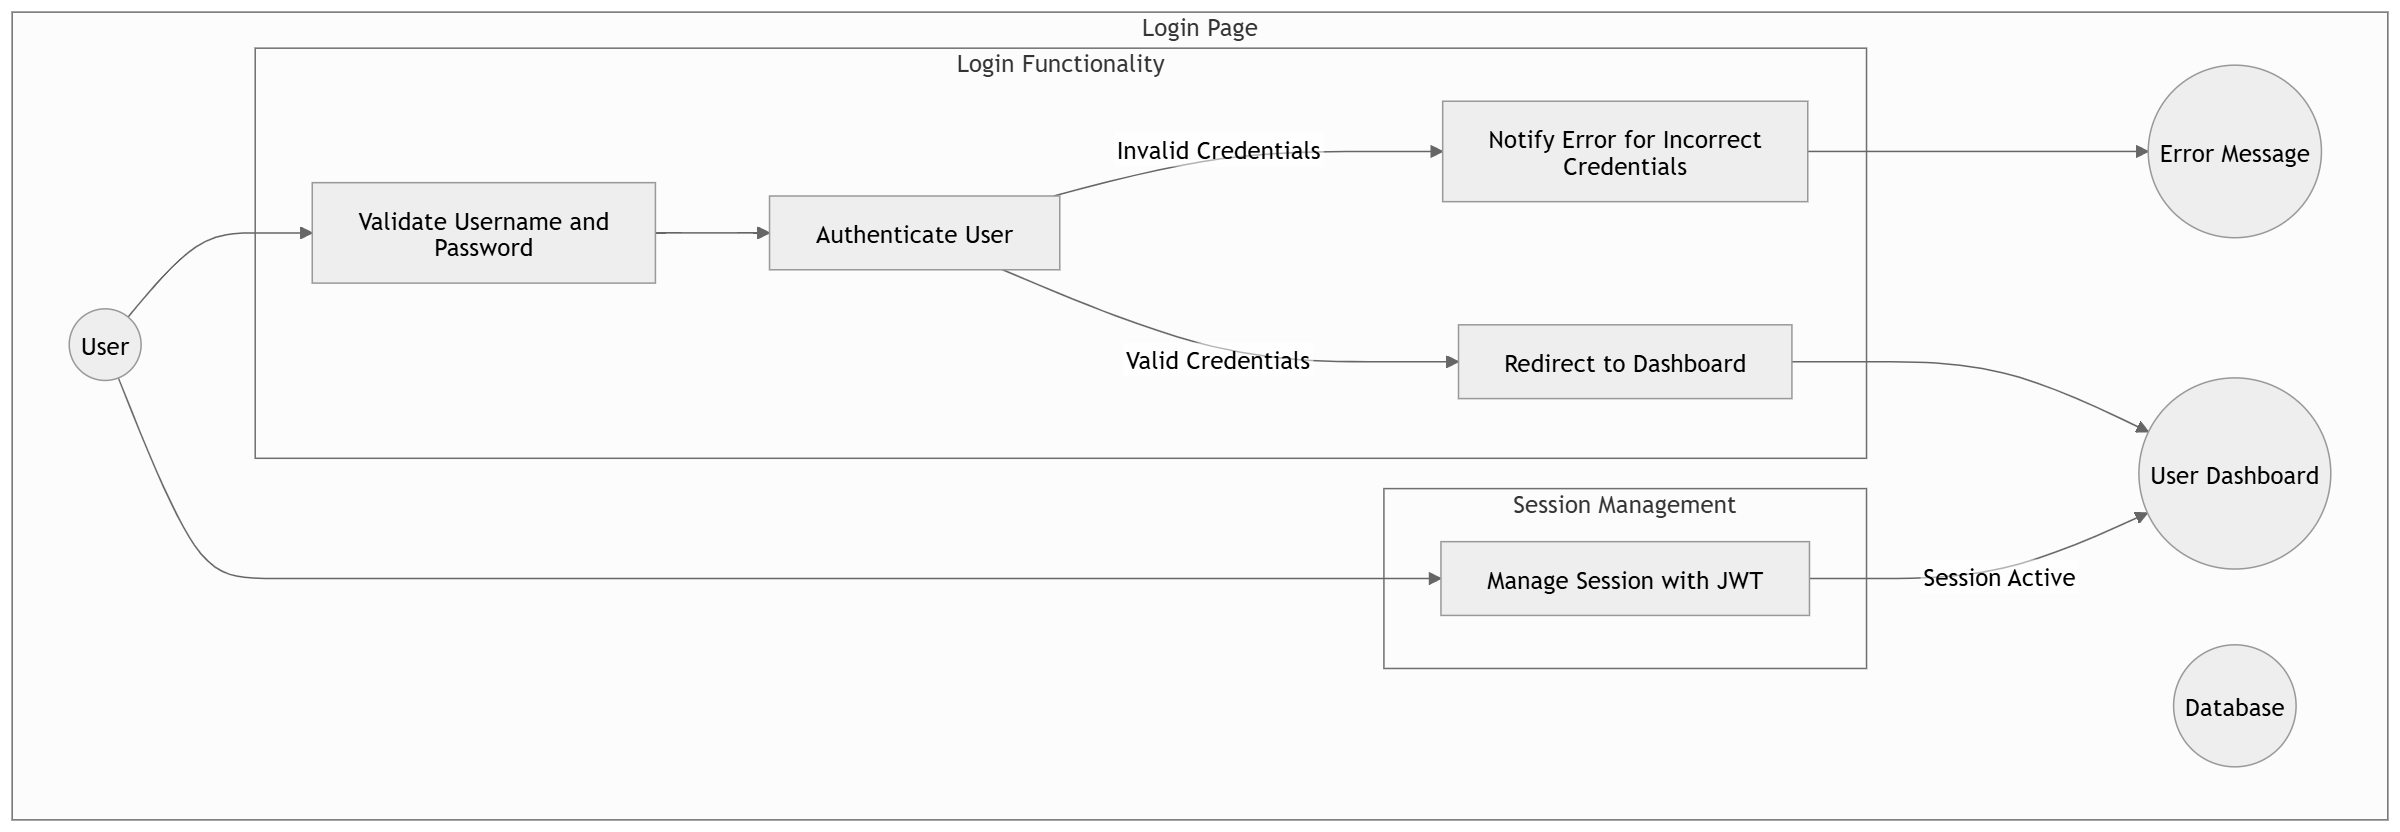 Login Page
Login Functionality
Invalid Credentials
Notify Error for Incorrect
Credentials
Error Message
Validate Username and
Password
Authenticate User
User
Valid Credentials
Redirect to Dashboard
User Dashboard
Session Management
Manage Session with JWT
Session Active
Database